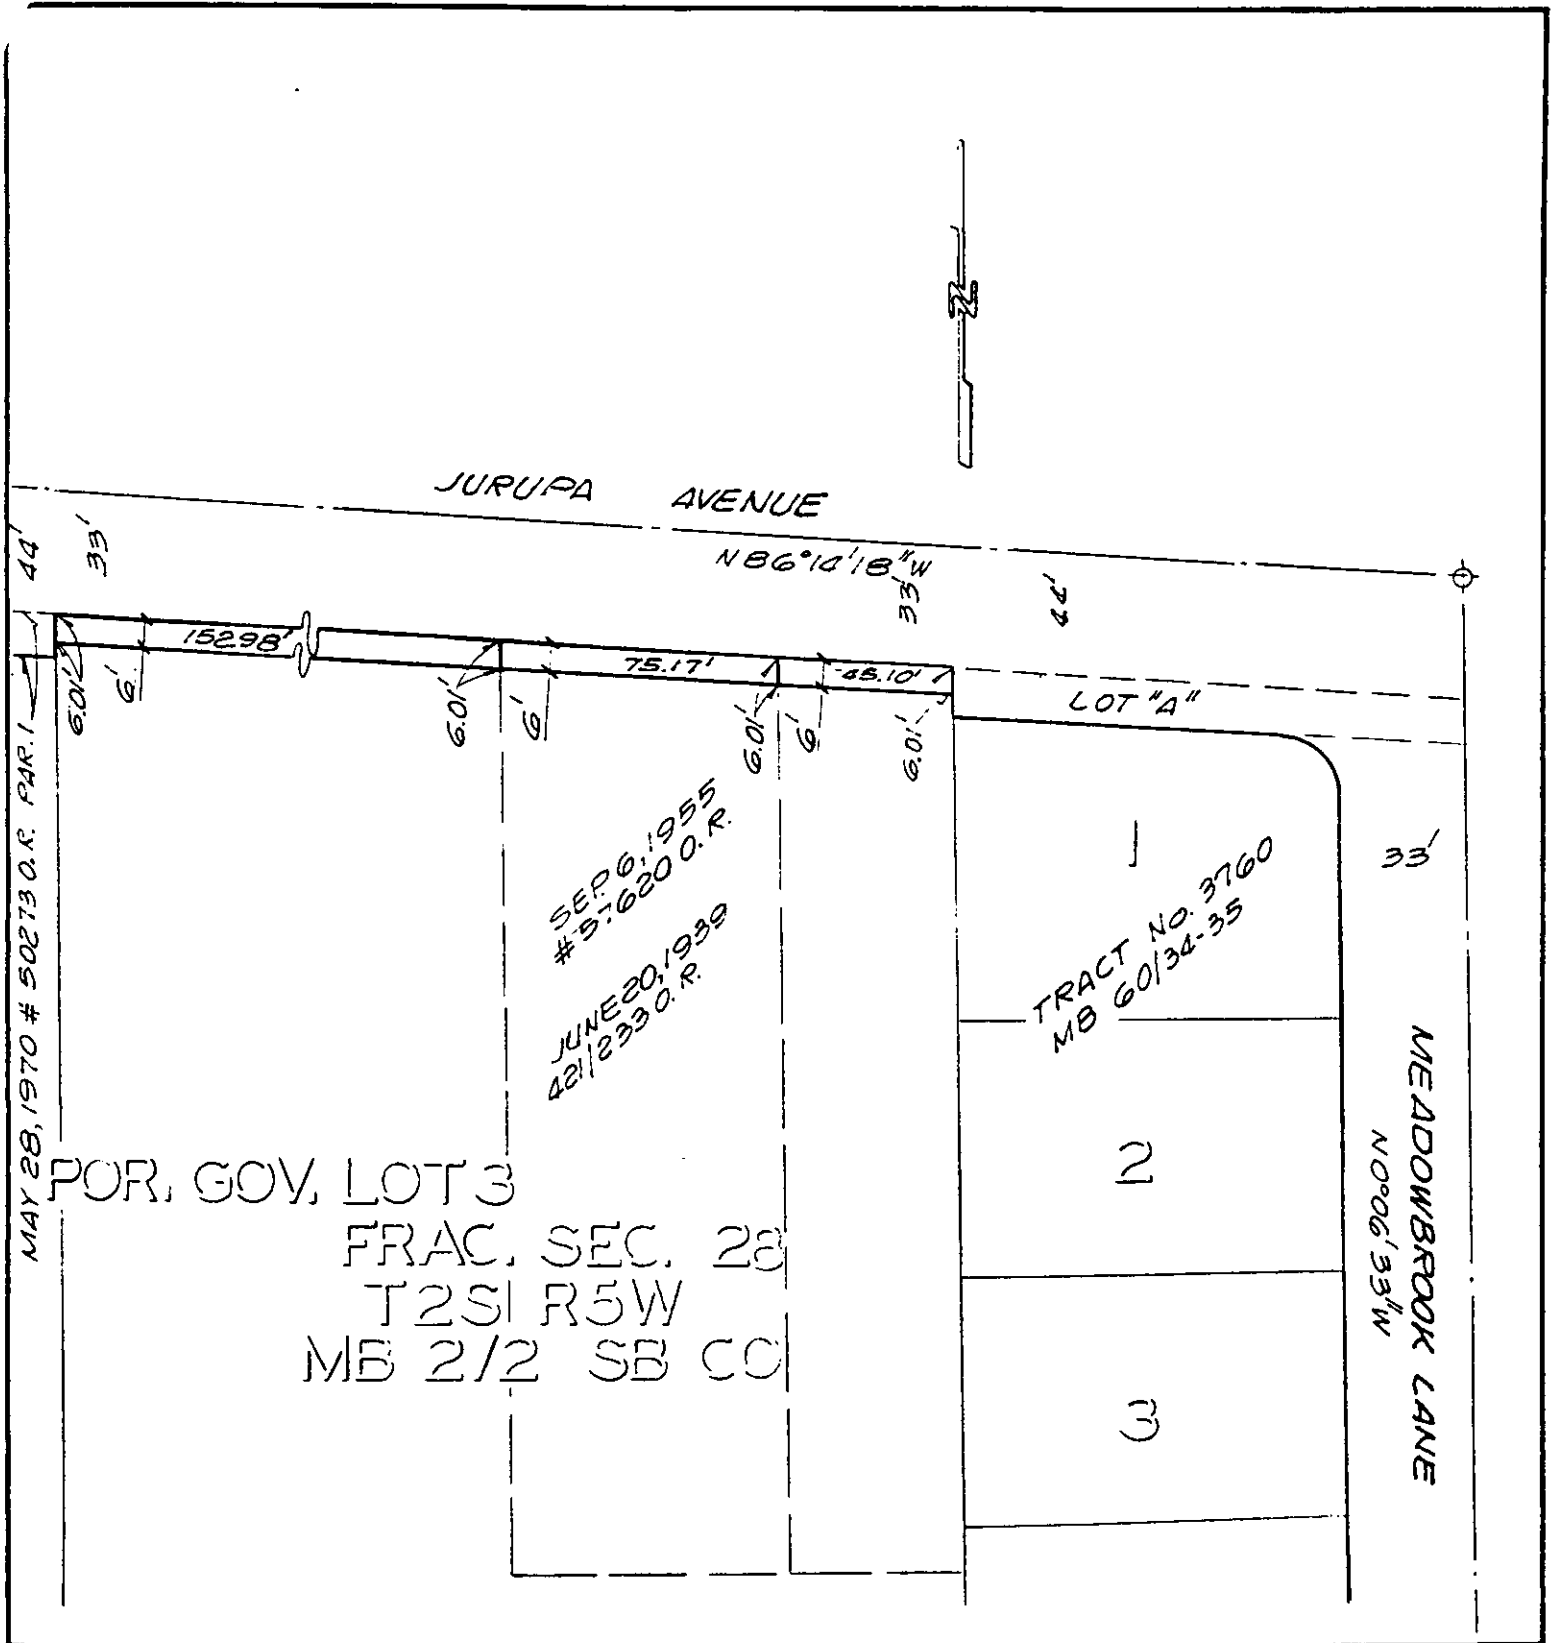 N
JURUPA AVENUE
N86°14'18"W
44'
33'
33'
44'
152.98'
75.17'
45.10'
LOT "A"
6.01'
6'
6.01'
6'
6.01'
6'
6.01'
MAY 28, 1970 # 50273 O.R. PAR. 1
SEP. 6, 1955
# 57620 O.R.
JUNE 20, 1939
421/233 O.R.
1
33'
TRACT NO. 3760
MB 60/34-35
MEADOWBROOK LANE
N0°06'33"W
POR. GOV. LOT 3
FRAC. SEC. 28
T2S R5W
MB 2/2 SB CO
2
3